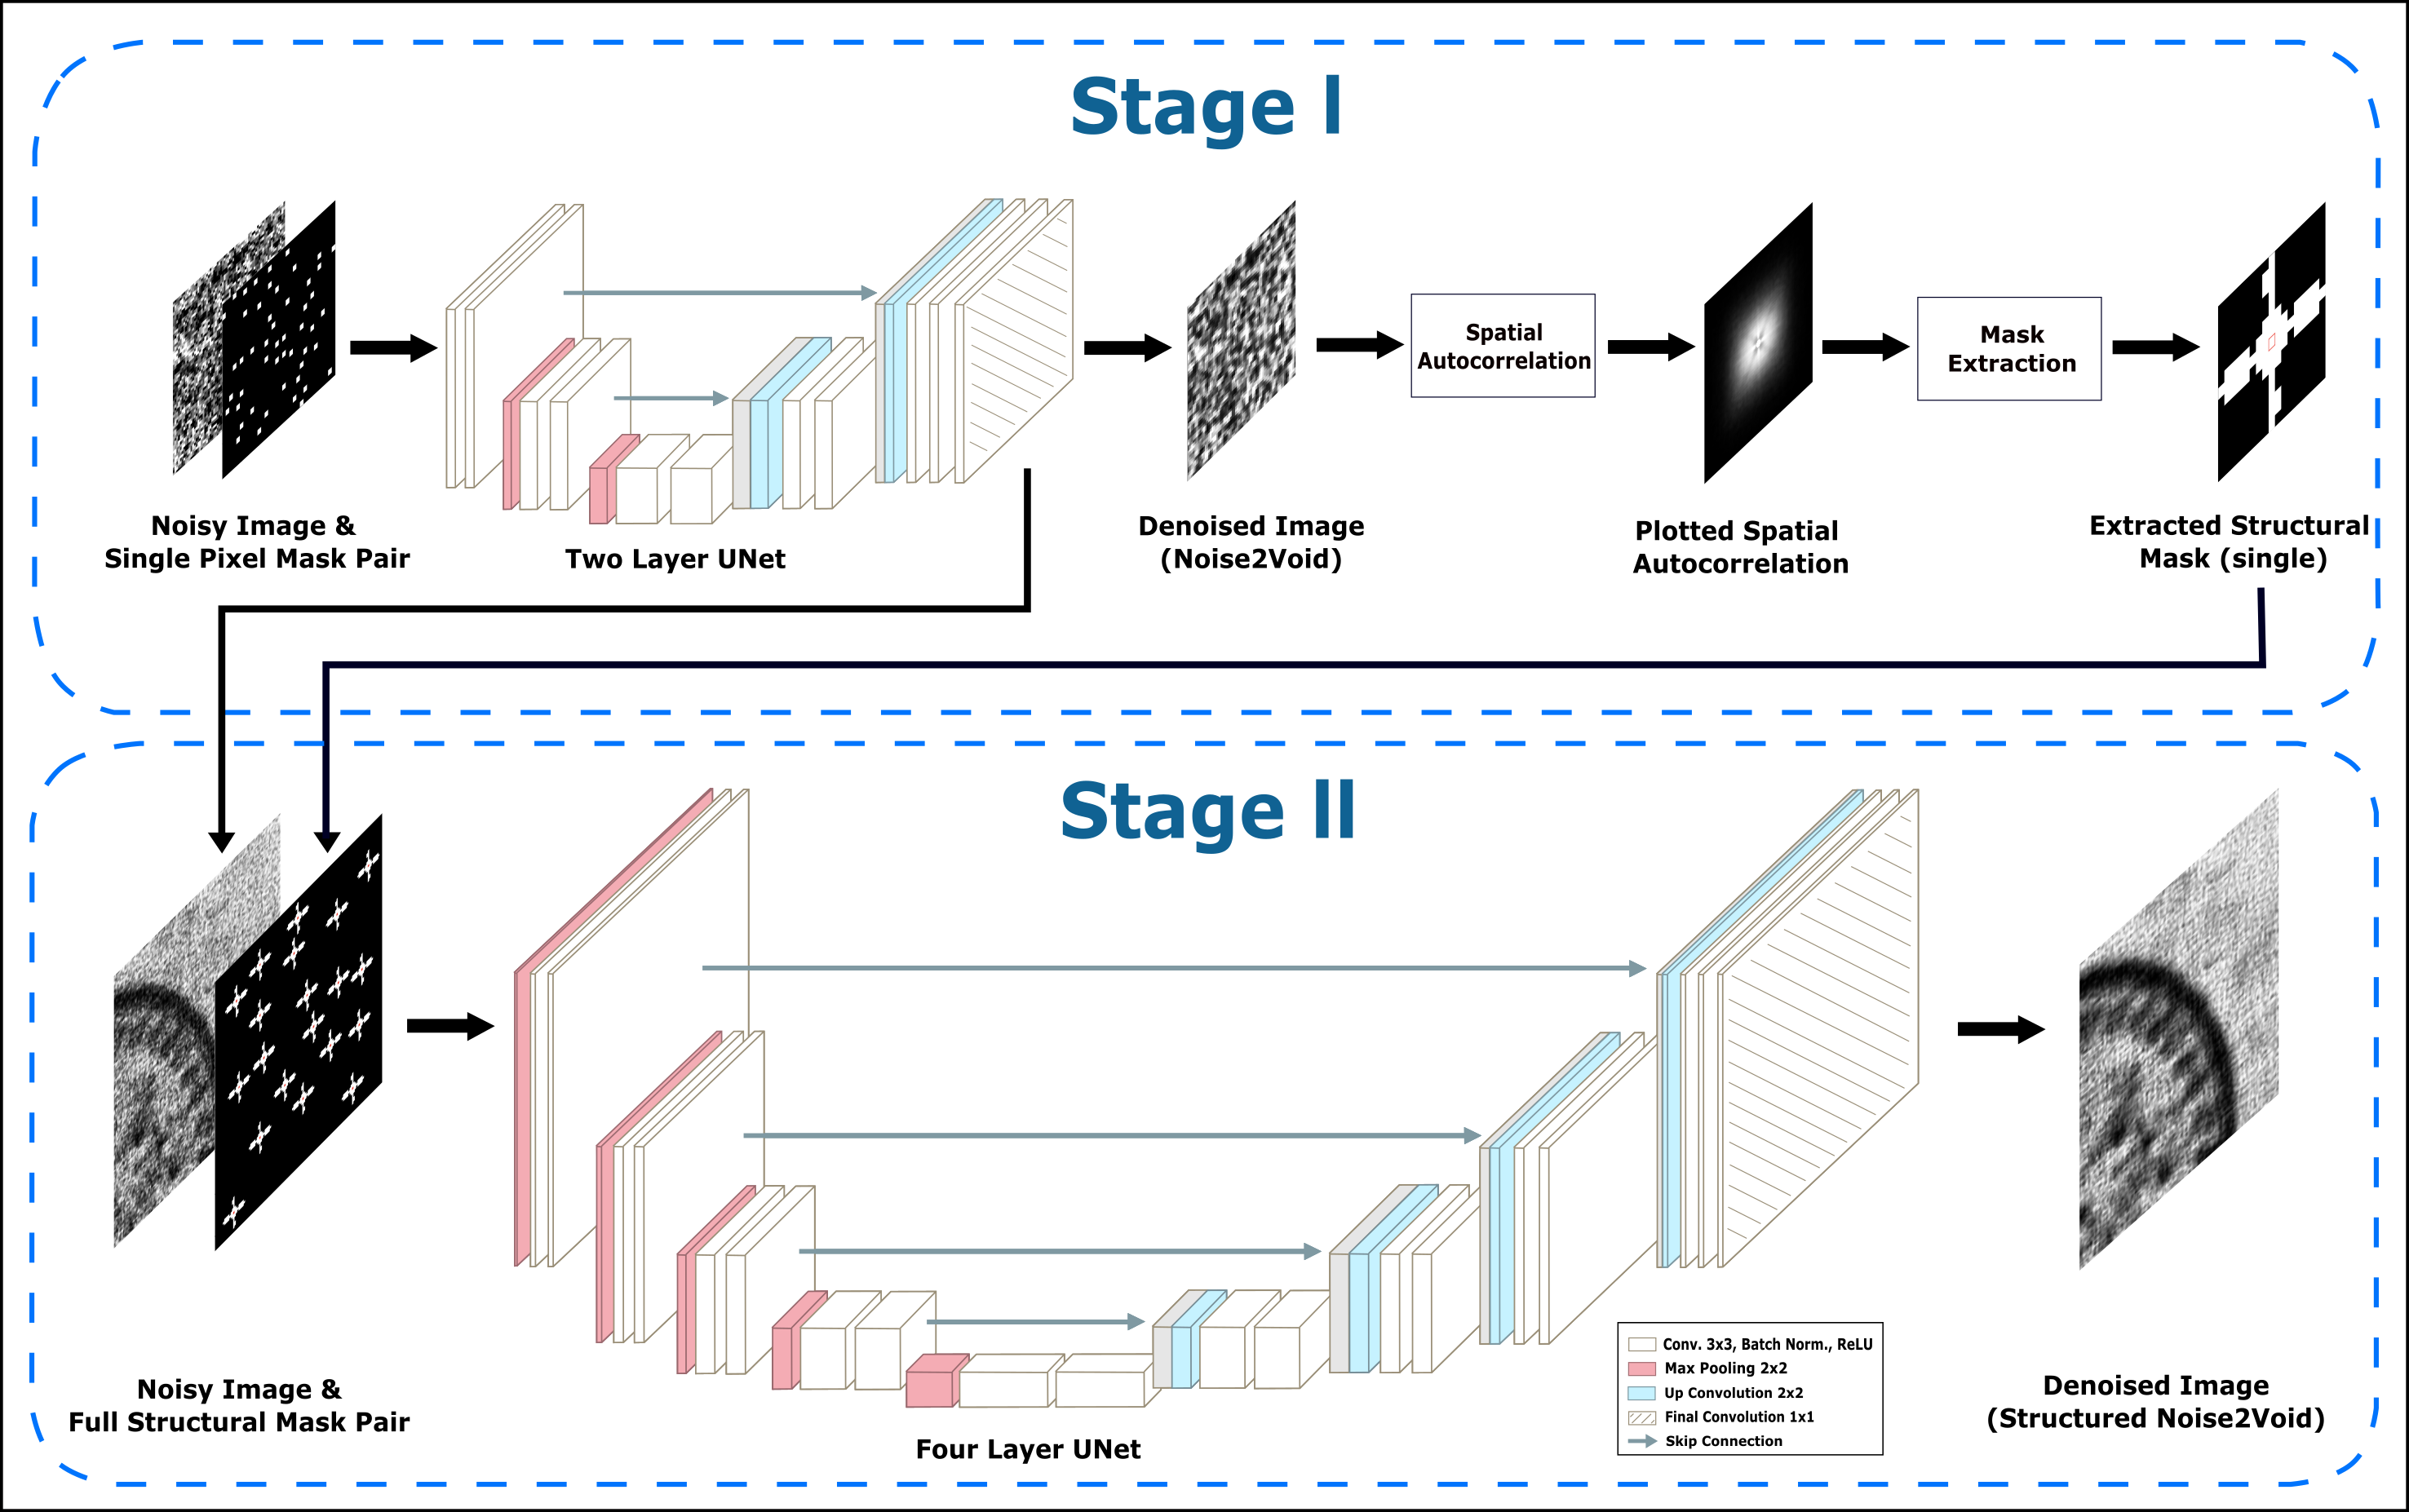 Stage I
Spatial
Autocorrelation
Mask
Extraction
Noisy Image &
Single Pixel Mask Pair
Two Layer UNet
Denoised Image
(Noise2Void)
Plotted Spatial
Autocorrelation
Extracted Structural
Mask (single)
Stage II
Noisy Image &
Full Structural Mask Pair
Four Layer UNet
Conv. 3x3, Batch Norm., ReLU
Max Pooling 2x2
Up Convolution 2x2
Final Convolution 1x1
Skip Connection
Denoised Image
(Structured Noise2Void)